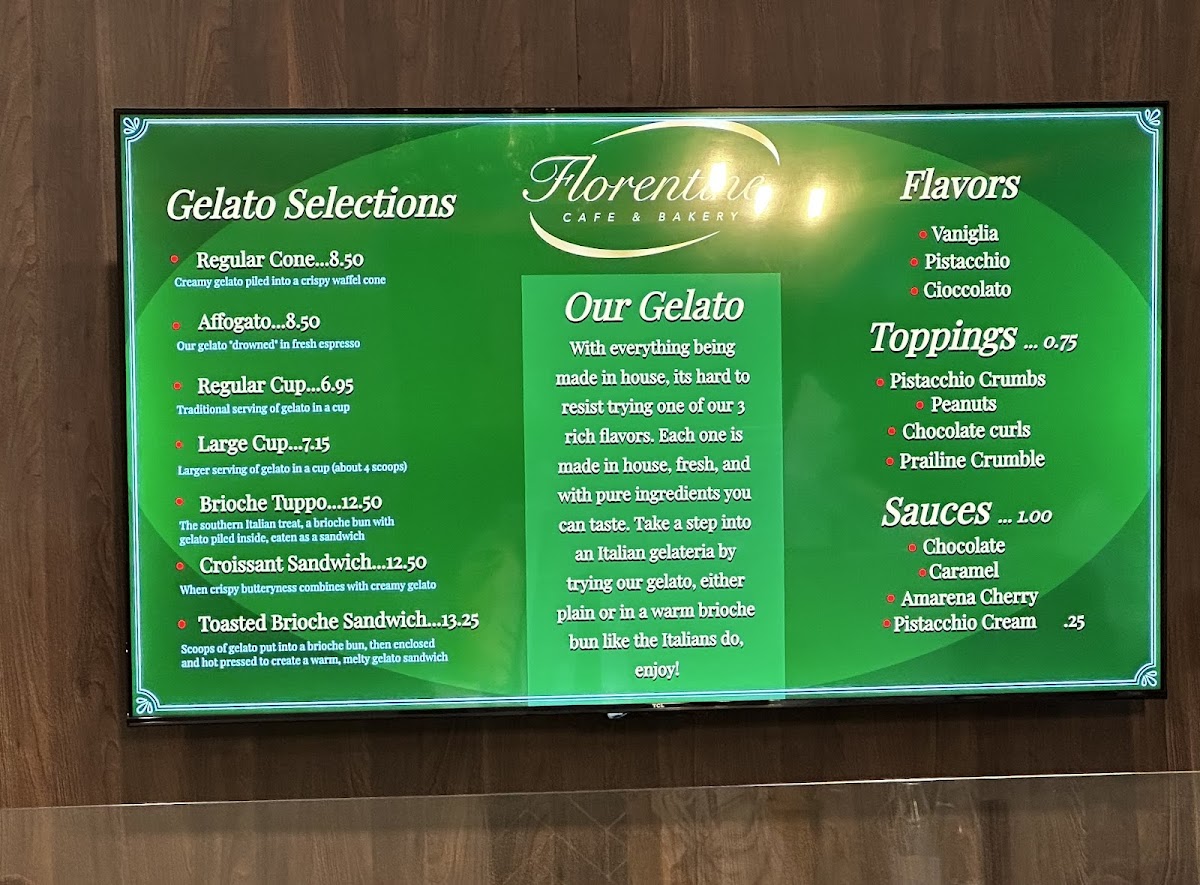 Gelato Selections
Regular Cone...8.50
Creamy gelato piled into a crispy waffel cone
Affogato...8.50
Our gelato "drowned" in fresh espresso
Regular Cup...6.95
Traditional serving of gelato in a cup
Large Cup...7.15
Larger serving of gelato in a cup (about 4 scoops)
Brioche Tuppo...12.50
The southern Italian treat, a brioche bun with
gelato piled inside, eaten as a sandwich
Croissant Sandwich...12.50
When crispy butteryness combines with creamy gelato
Toasted Brioche Sandwich...13.25
Scoops of gelato put into a brioche bun, then enclosed
and hot pressed to create a warm, melty gelato sandwich
Florentine
CAFE & BAKERY
Our Gelato
With everything being
made in house, its hard to
resist trying one of our 3
rich flavors. Each one is
made in house, fresh, and
with pure ingredients you
can taste. Take a step into
an Italian gelateria by
trying our gelato, either
plain or in a warm brioche
bun like the Italians do,
enjoy!
Flavors
Vaniglia
Pistacchio
Cioccolato
Toppings ... 0.75
Pistacchio Crumbs
Peanuts
Chocolate curls
Prailine Crumble
Sauces ... 1.00
Chocolate
Caramel
Amarena Cherry
Pistacchio Cream .25
TCL